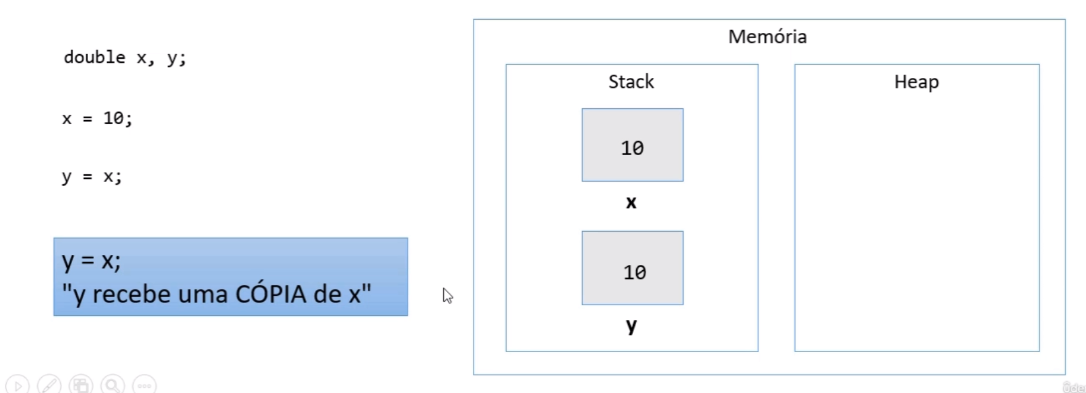 double x, y;
x = 10;
y = x;
y = x;
"y recebe uma CÓPIA de x"
Memória
Stack
10
x
10
y
Heap